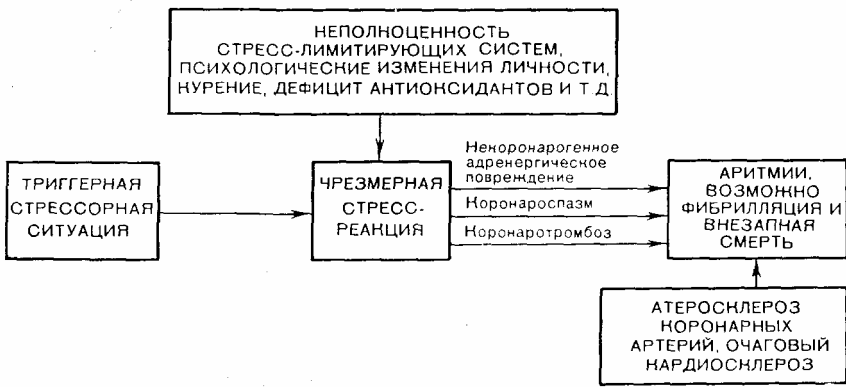 НЕПОЛНОЦЕННОСТЬ
СТРЕСС-ЛИМИТИРУЮЩИХ СИСТЕМ,
ПСИХОЛОГИЧЕСКИЕ ИЗМЕНЕНИЯ ЛИЧНОСТИ,
КУРЕНИЕ, ДЕФИЦИТ АНТИОКСИДАНТОВ И Т.Д.
ТРИГГЕРНАЯ
СТРЕССОРНАЯ
СИТУАЦИЯ
ЧРЕЗМЕРНАЯ
СТРЕСС-
РЕАКЦИЯ
Некоронарогенное
адренергическое
повреждение
Коронароспазм
Коронаротромбоз
АРИТМИИ,
ВОЗМОЖНО
ФИБРИЛЛЯЦИЯ И
ВНЕЗАПНАЯ
СМЕРТЬ
АТЕРОСКЛЕРОЗ
КОРОНАРНЫХ
АРТЕРИЙ, ОЧАГОВЫЙ
КАРДИОСКЛЕРОЗ